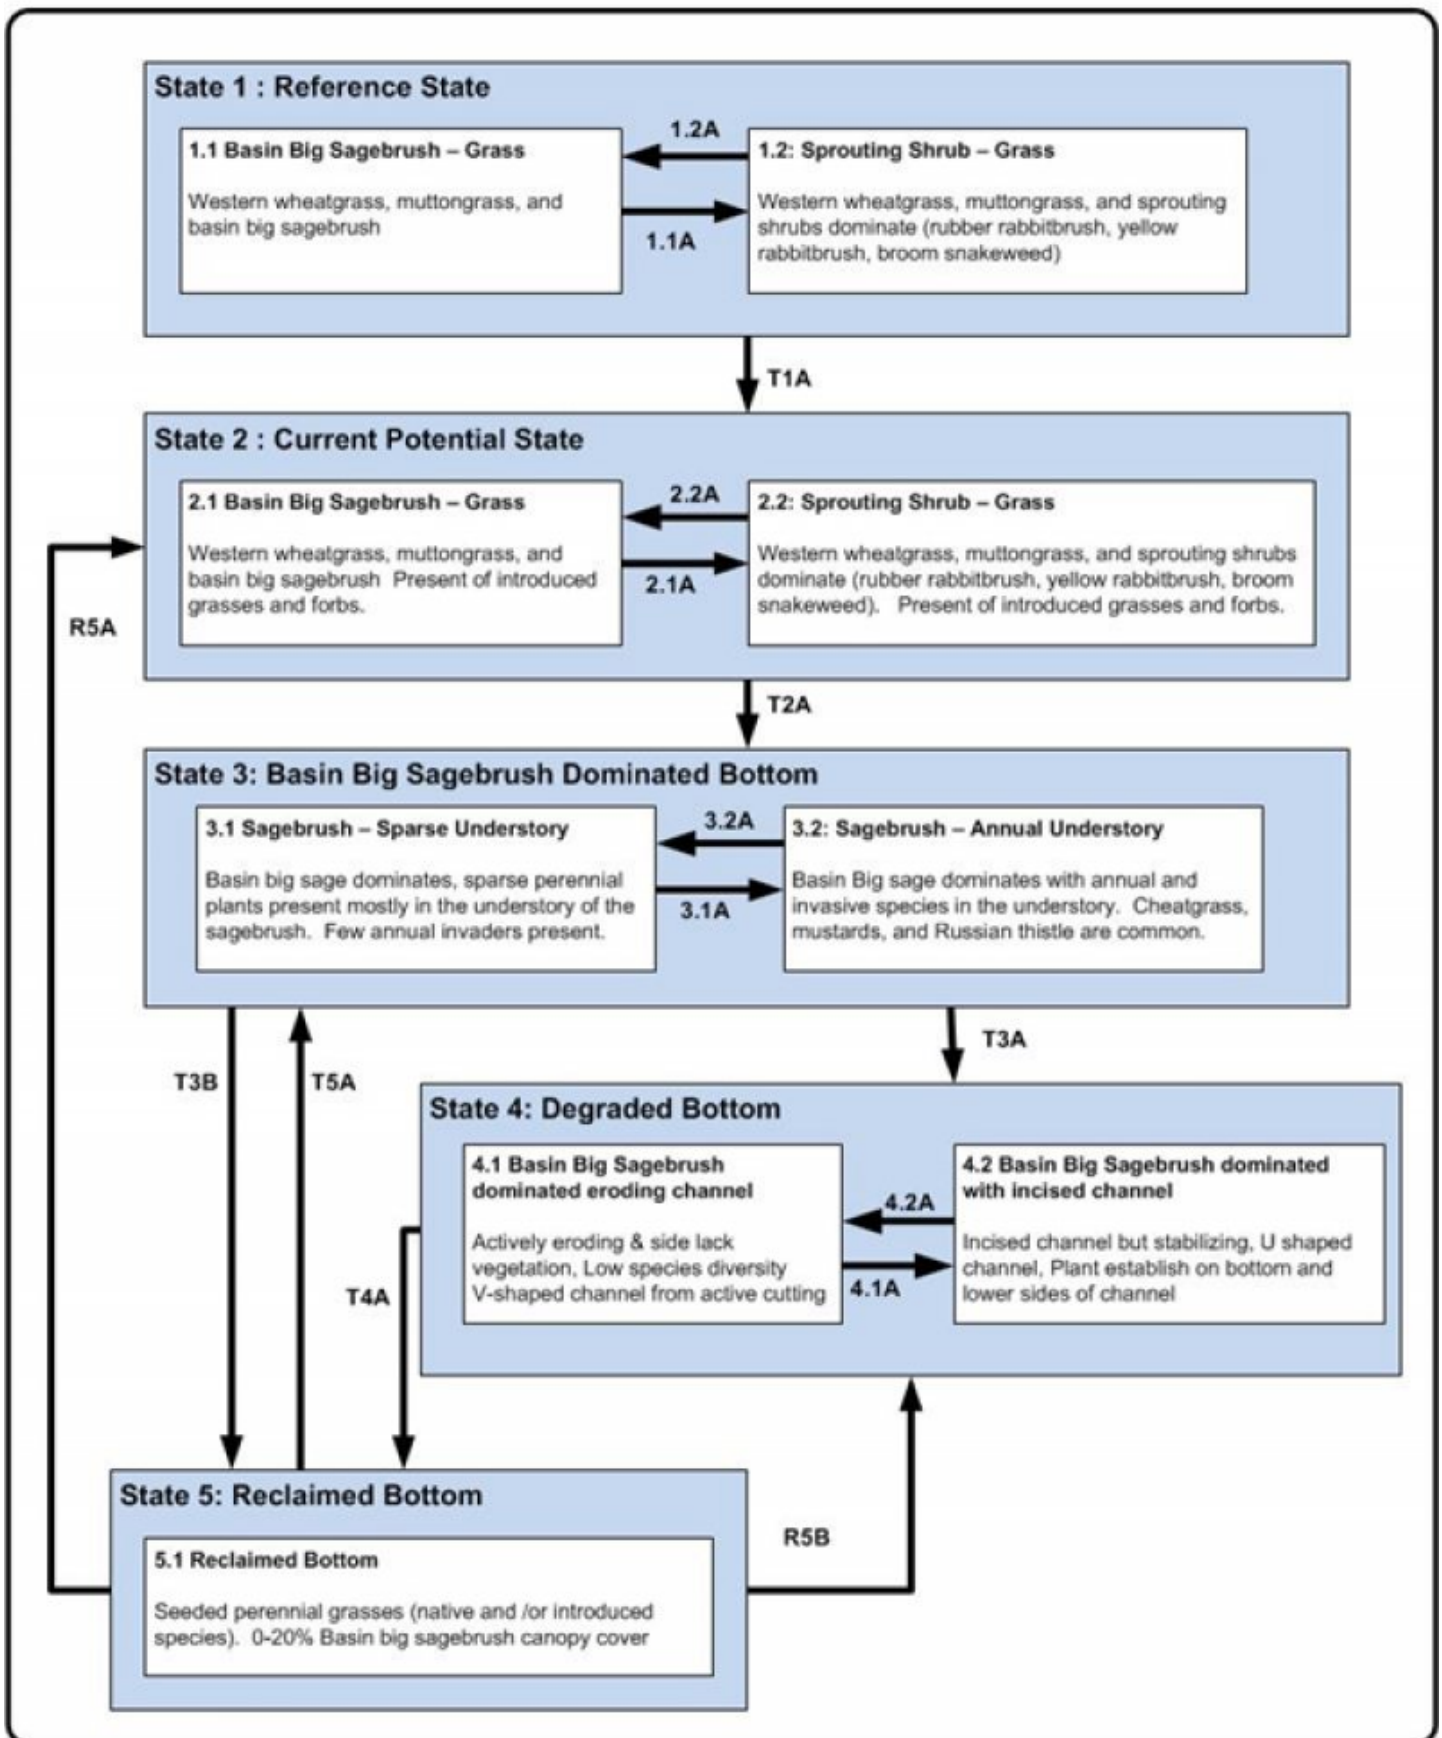 State 1 : Reference State
1.2A
1.1 Basin Big Sagebrush – Grass
Western wheatgrass, muttongrass, and
basin big sagebrush
1.1A
1.2: Sprouting Shrub – Grass
Western wheatgrass, muttongrass, and sprouting
shrubs dominate (rubber rabbitbrush, yellow
rabbitbrush, broom snakeweed)
T1A
State 2 : Current Potential State
2.1 Basin Big Sagebrush – Grass
Western wheatgrass, muttongrass, and
basin big sagebrush Present of introduced
grasses and forbs.
2.2A
2.1A
2.2: Sprouting Shrub – Grass
Western wheatgrass, muttongrass, and sprouting shrubs
dominate (rubber rabbitbrush, yellow rabbitbrush, broom
snakeweed). Present of introduced grasses and forbs.
R5A
T2A
State 3: Basin Big Sagebrush Dominated Bottom
3.1 Sagebrush – Sparse Understory
Basin big sage dominates, sparse perennial
plants present mostly in the understory of the
sagebrush. Few annual invaders present.
3.2A
3.1A
3.2: Sagebrush – Annual Understory
Basin Big sage dominates with annual and
invasive species in the understory. Cheatgrass,
mustards, and Russian thistle are common.
T3B
T5A
T3A
State 4: Degraded Bottom
4.1 Basin Big Sagebrush
dominated eroding channel
Actively eroding & side lack
vegetation, Low species diversity
V-shaped channel from active cutting
4.2A
4.1A
4.2 Basin Big Sagebrush dominated
with incised channel
Incised channel but stabilizing, U shaped
channel, Plant establish on bottom and
lower sides of channel
T4A
State 5: Reclaimed Bottom
5.1 Reclaimed Bottom
Seeded perennial grasses (native and /or introduced
species). 0-20% Basin big sagebrush canopy cover
R5B